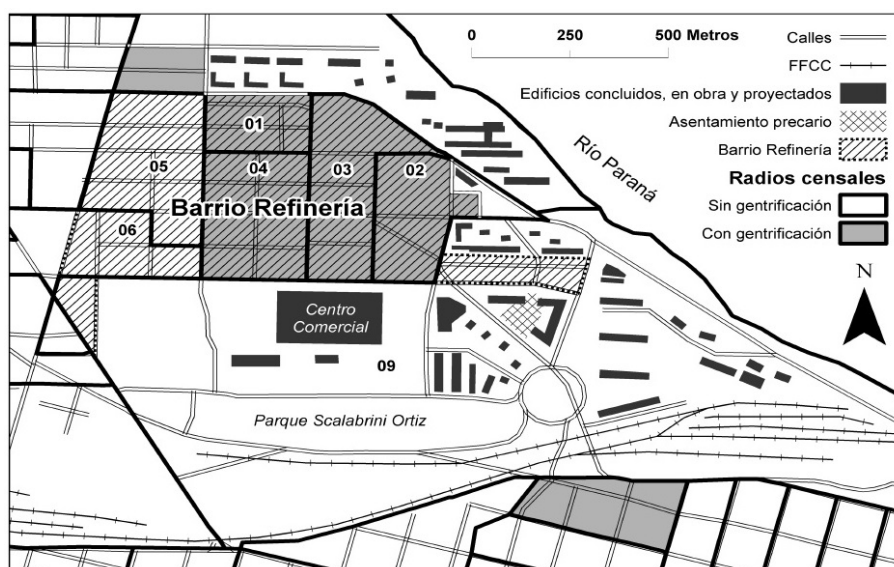 0 250 500 Metros
Calles
FFCC
Edificios concluidos, en obra y proyectados
Asentamiento precario
Barrio Refinería
Radios censales
Sin gentrificación
Con gentrificación
N
Río Paraná
01
05 04 03 02
Barrio Refinería
06
Centro
Comercial
09
Parque Scalabrini Ortiz